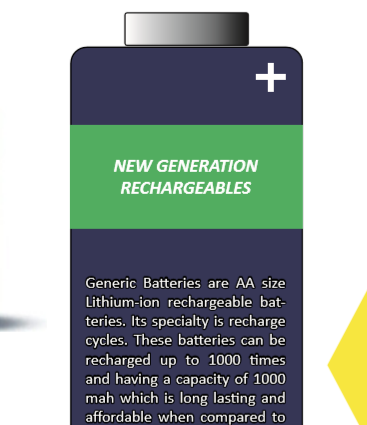 +
NEW GENERATION
RECHARGEABLES
Generic Batteries are AA size
Lithium-ion rechargeable bat-
teries. Its specialty is recharge
cycles. These batteries can be
recharged up to 1000 times
and having a capacity of 1000
mah which is long lasting and
affordable when compared to